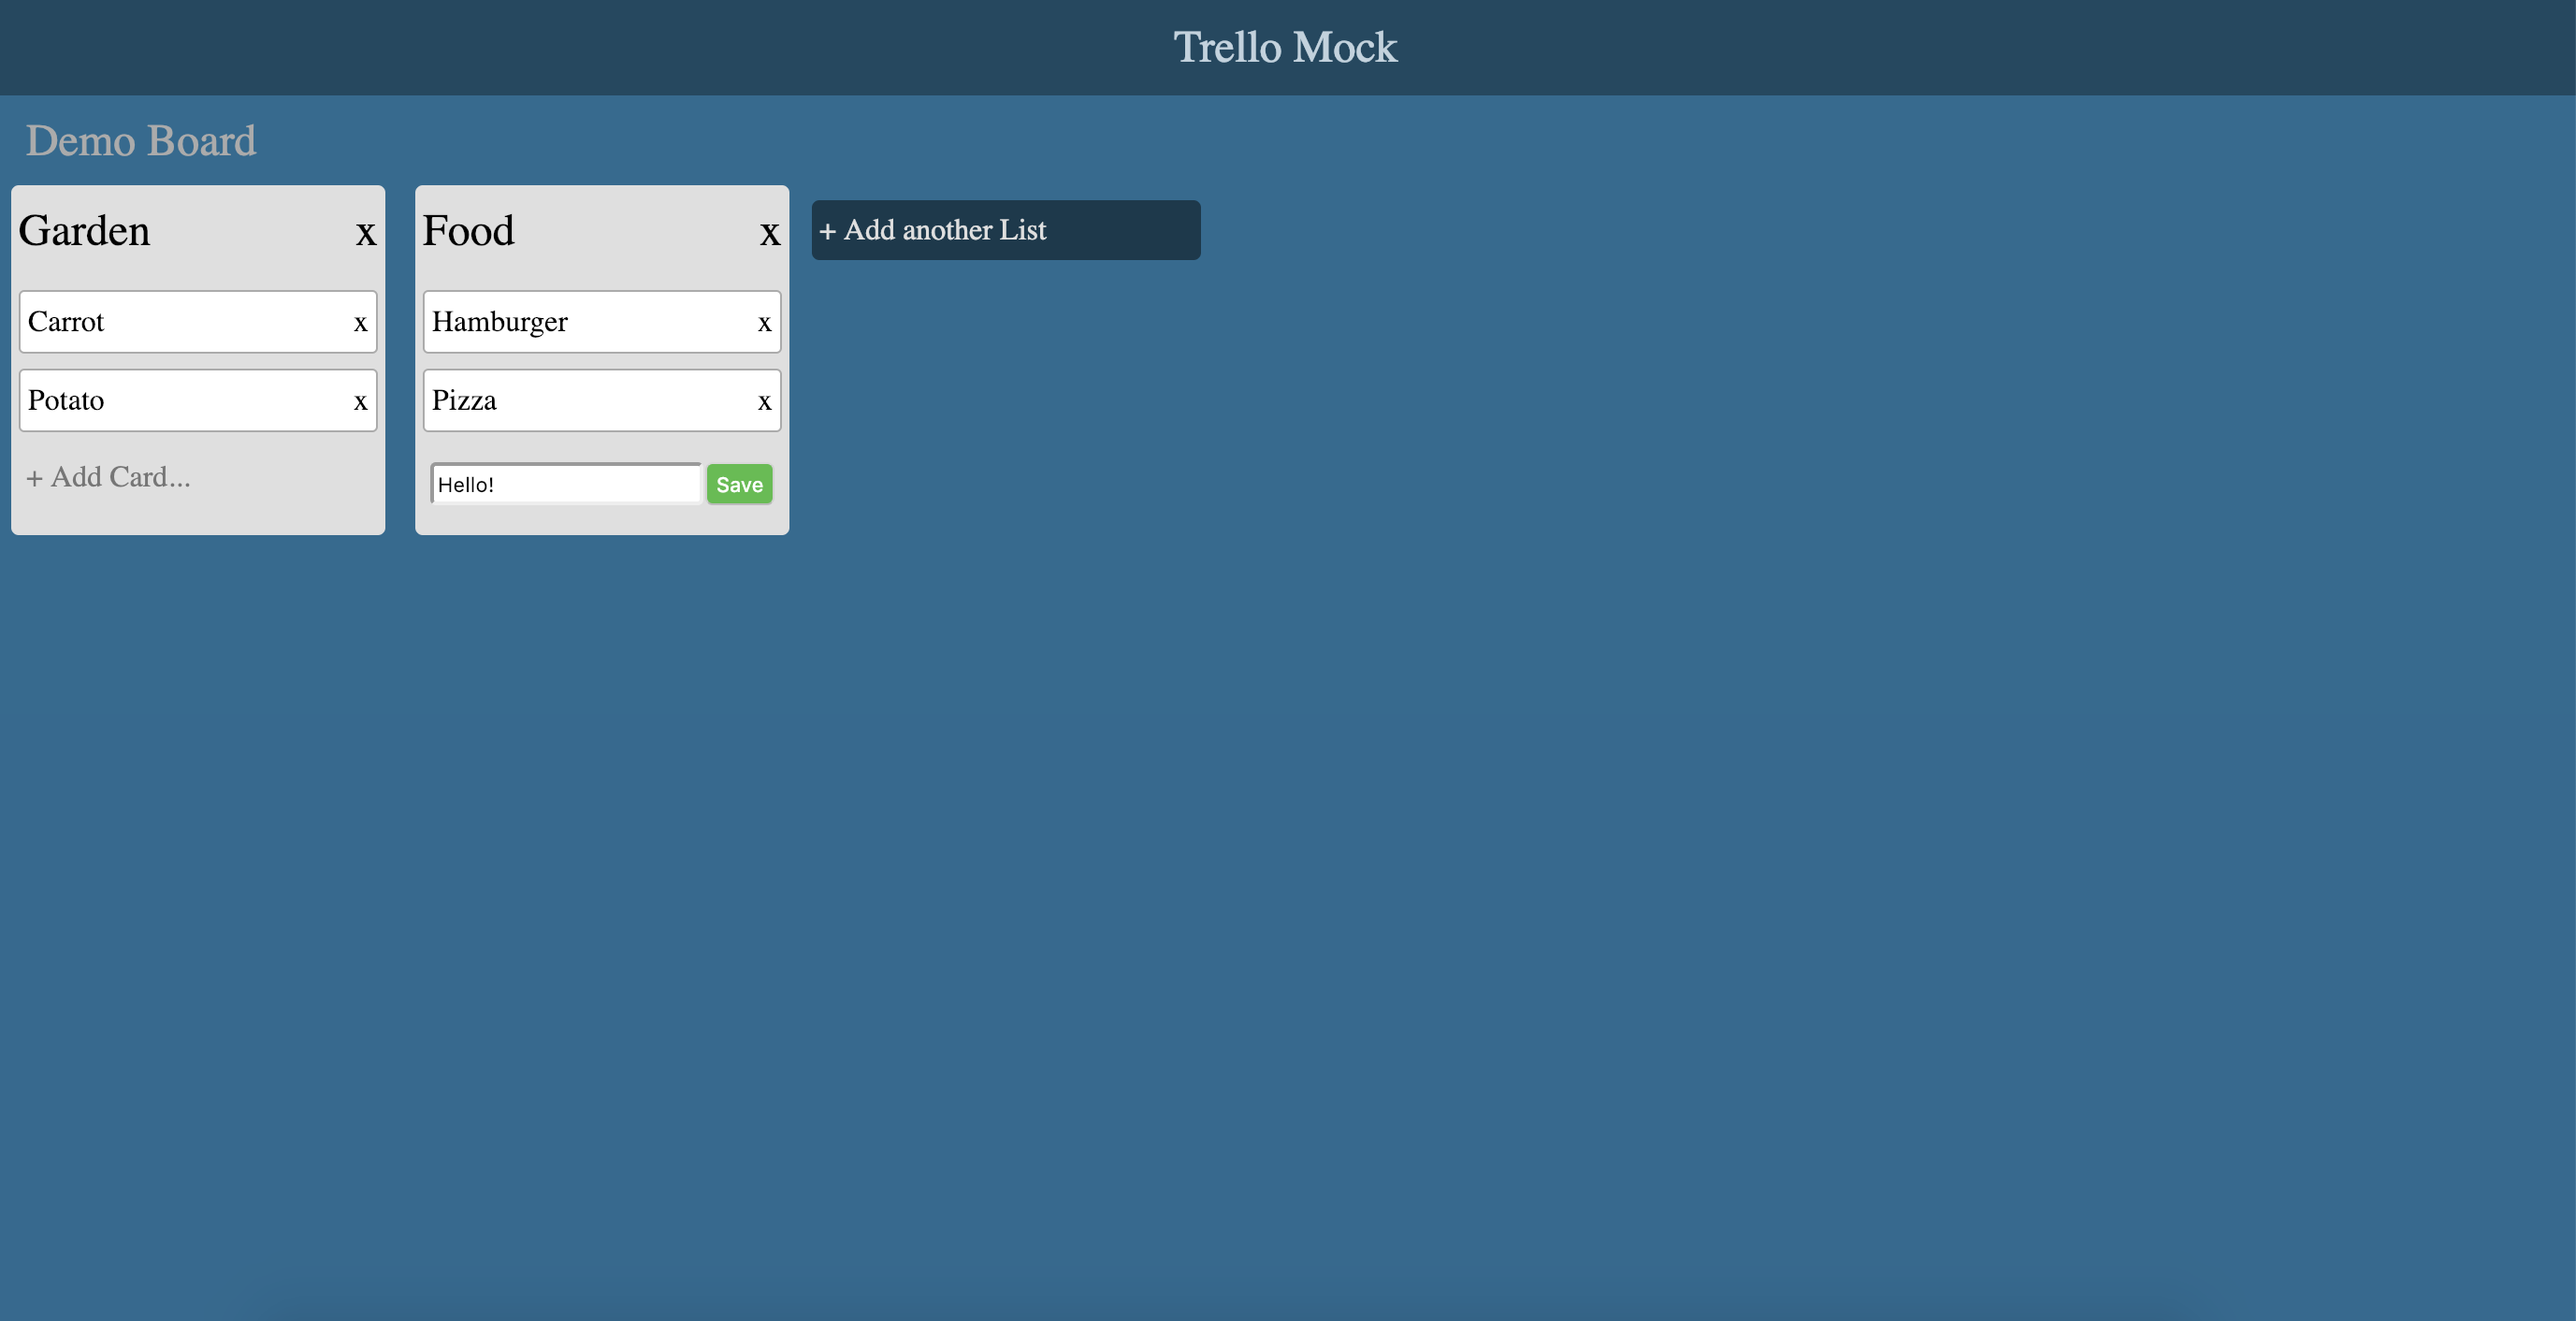 Trello Mock
Demo Board
Garden x
Carrot x
Potato x
+ Add Card...
Food x
Hamburger x
Pizza x
Hello! Save
+ Add another List